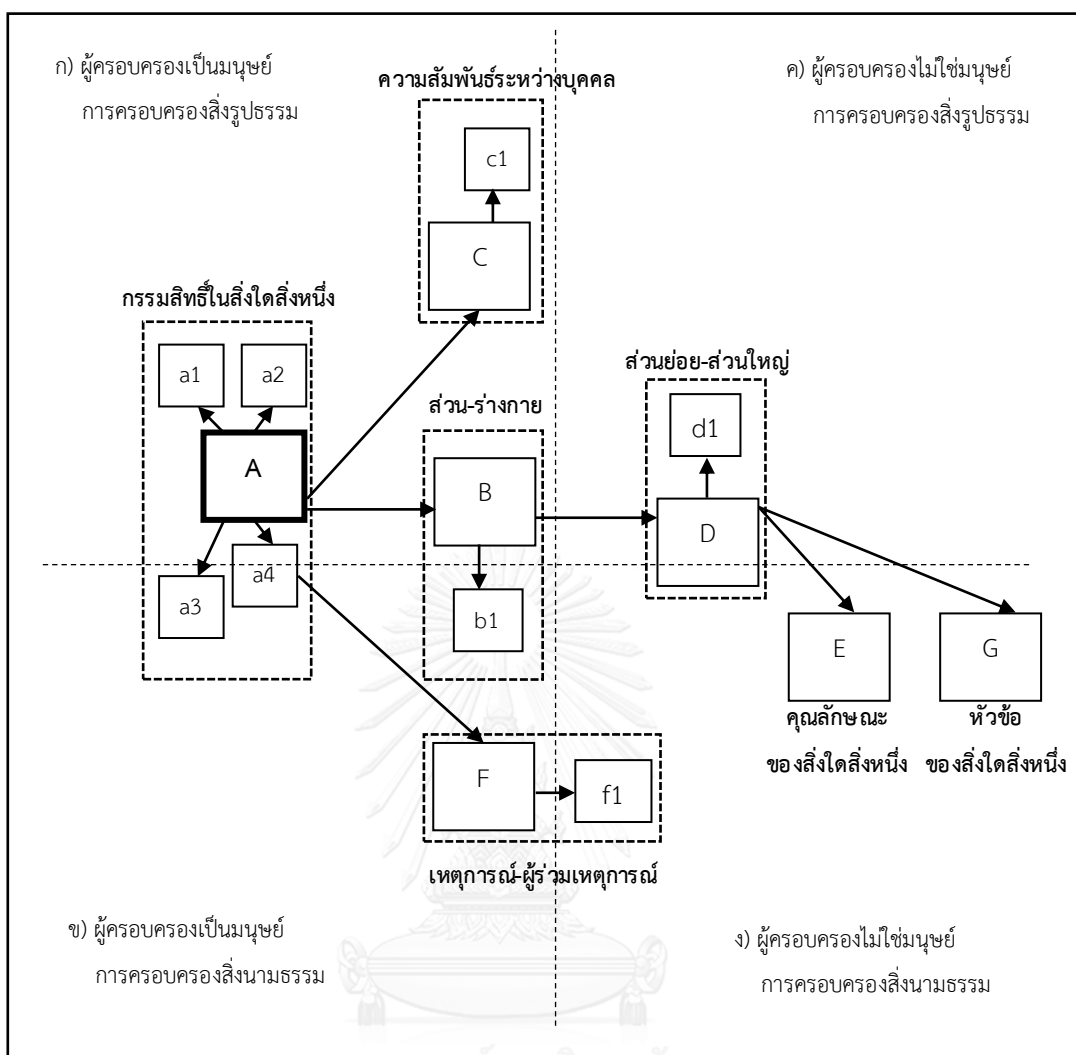 ก) ผู้ครอบครองเป็นมนุษย์
การครอบครองสิ่งรูปธรรม
ความสัมพันธ์ระหว่างบุคคล
ค) ผู้ครอบครองไม่ใช่มนุษย์
การครอบครองสิ่งรูปธรรม
c1
C
กรรมสิทธิ์ในสิ่งใดสิ่งหนึ่ง
a1
a2
A
a3
a4
ส่วน-ร่างกาย
B
b1
ส่วนย่อย-ส่วนใหญ่
d1
D
E
G
คุณลักษณะ
ของสิ่งใดสิ่งหนึ่ง
หัวข้อ
ของสิ่งใดสิ่งหนึ่ง
F
f1
เหตุการณ์-ผู้ร่วมเหตุการณ์
ข) ผู้ครอบครองเป็นมนุษย์
การครอบครองสิ่งนามธรรม
ง) ผู้ครอบครองไม่ใช่มนุษย์
การครอบครองสิ่งนามธรรม